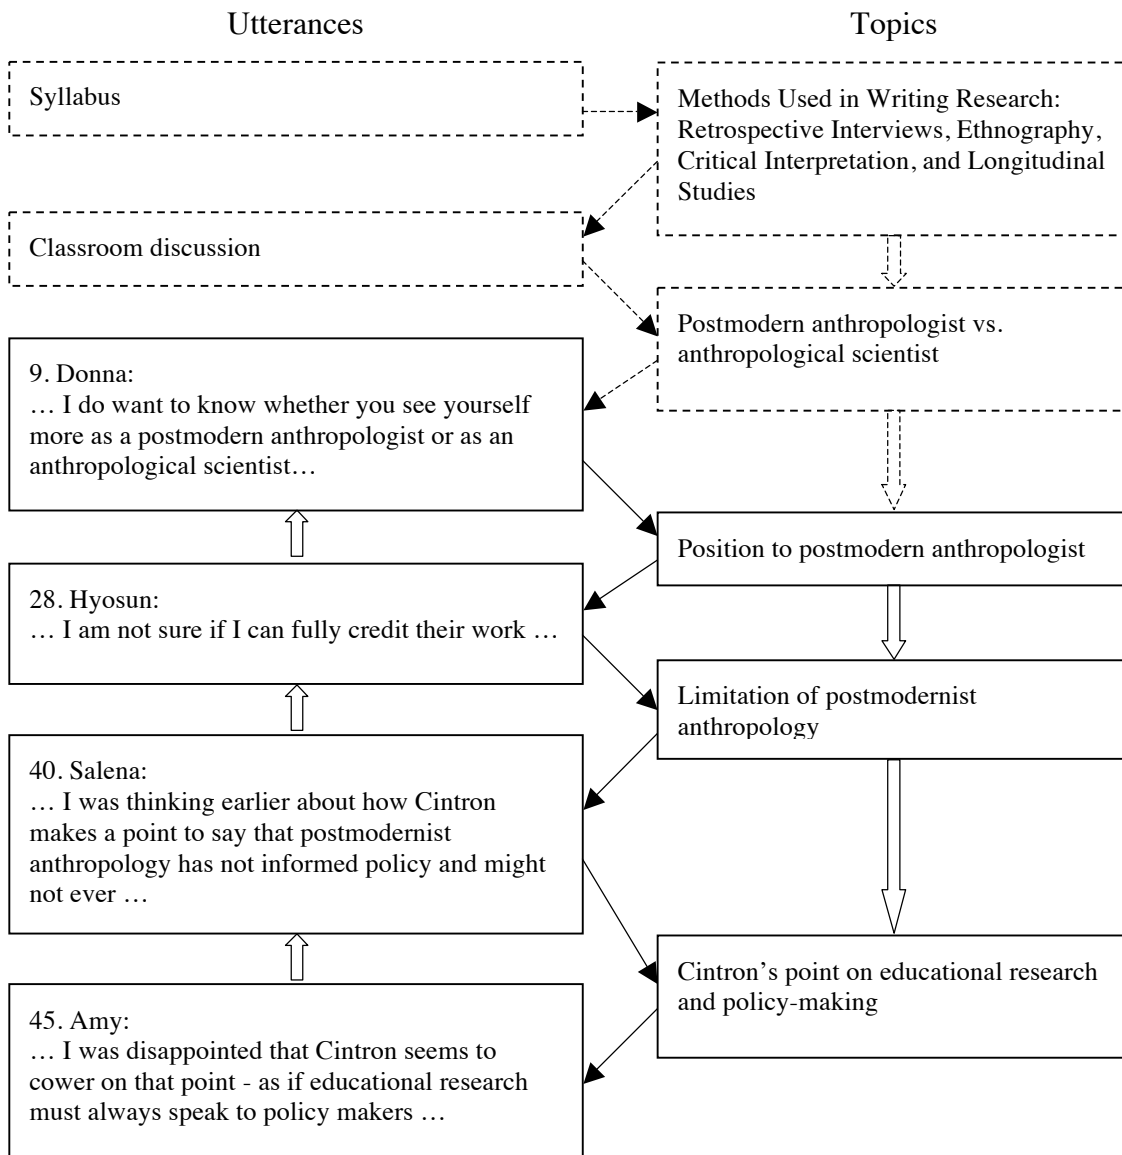 Utterances
Topics
Syllabus
Methods Used in Writing Research:
Retrospective Interviews, Ethnography,
Critical Interpretation, and Longitudinal
Studies
Classroom discussion
Postmodern anthropologist vs.
anthropological scientist
9. Donna:
… I do want to know whether you see yourself
more as a postmodern anthropologist or as an
anthropological scientist…
Position to postmodern anthropologist
28. Hyosun:
… I am not sure if I can fully credit their work …
Limitation of postmodernist
anthropology
40. Salena:
… I was thinking earlier about how Cintron
makes a point to say that postmodernist
anthropology has not informed policy and might
not ever …
Cintron’s point on educational research
and policy-making
45. Amy:
… I was disappointed that Cintron seems to
cower on that point - as if educational research
must always speak to policy makers …